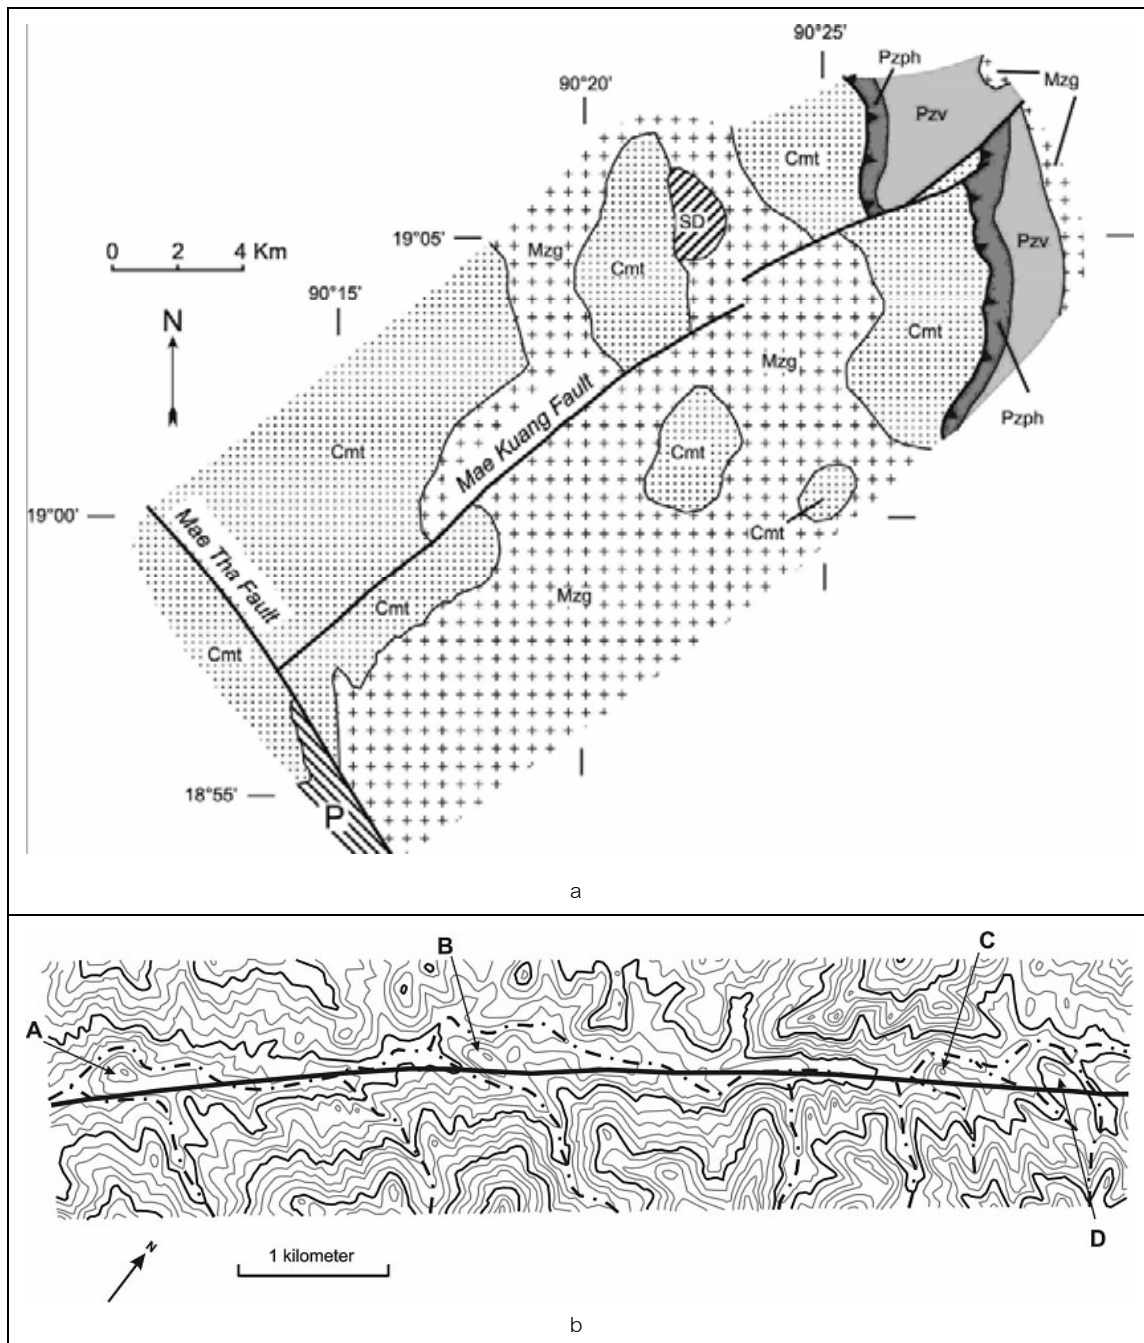 90°25'
Pzph
Mzg
90°20'
Pzv
Cmt
SD
19°05'
Mzg
Pzv
0 2 4 Km
Cmt
90°15'
N
Cmt
Mzg
Mae Kuang Fault
Pzph
Cmt
Cmt
19°00'
Mae Tha Fault
Cmt
Mzg
Cmt
Cmt
18°55'
P
a
B
C
A
D
N
1 kilometer
b